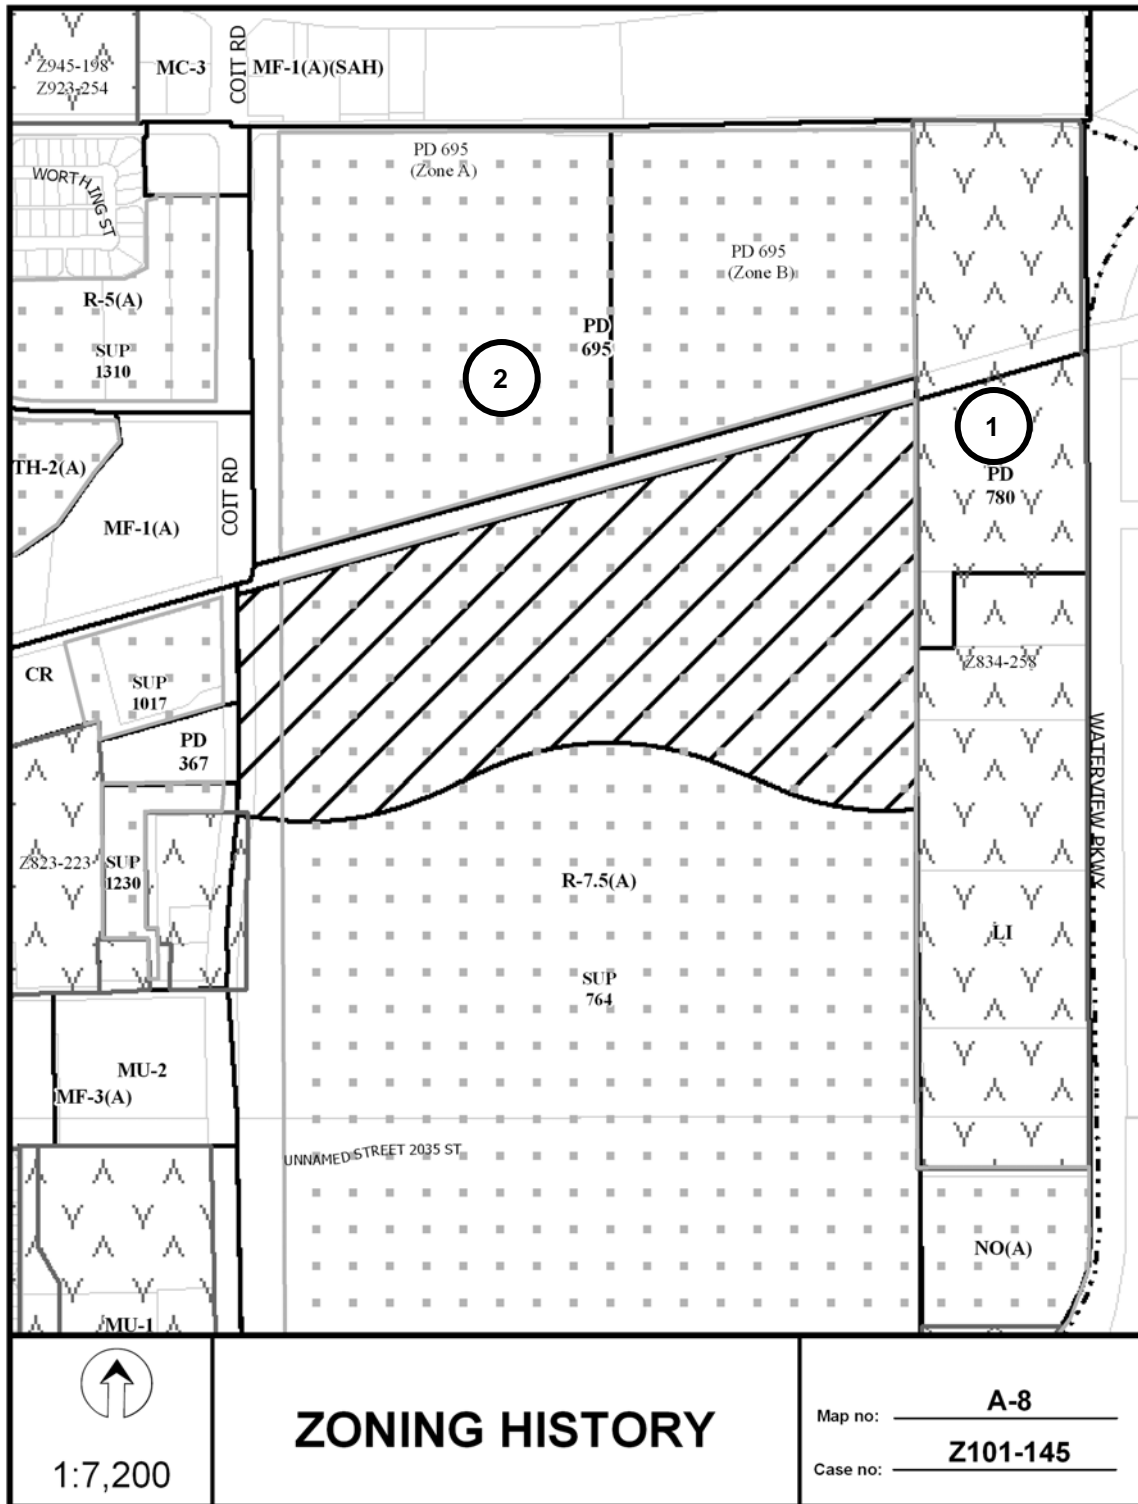 Z945-198
Z923-254
MC-3
COIT RD
MF-1(A)(SAH)
WORTHING ST
PD 695
(Zone A)
PD 695
(Zone B)
R-5(A)
SUP
1310
PD
695
2
1
TH-2(A)
MF-1(A)
COIT RD
PD
780
CR
SUP
1017
PD
367
Z834-258
WATERVIEW PKWY
Z823-223
SUP
1230
R-7.5(A)
LI
SUP
764
MU-2
MF-3(A)
UNNAMED STREET 2035 ST
NO(A)
MU-1
1:7,200
ZONING HISTORY
Map no: A-8
Case no: Z101-145